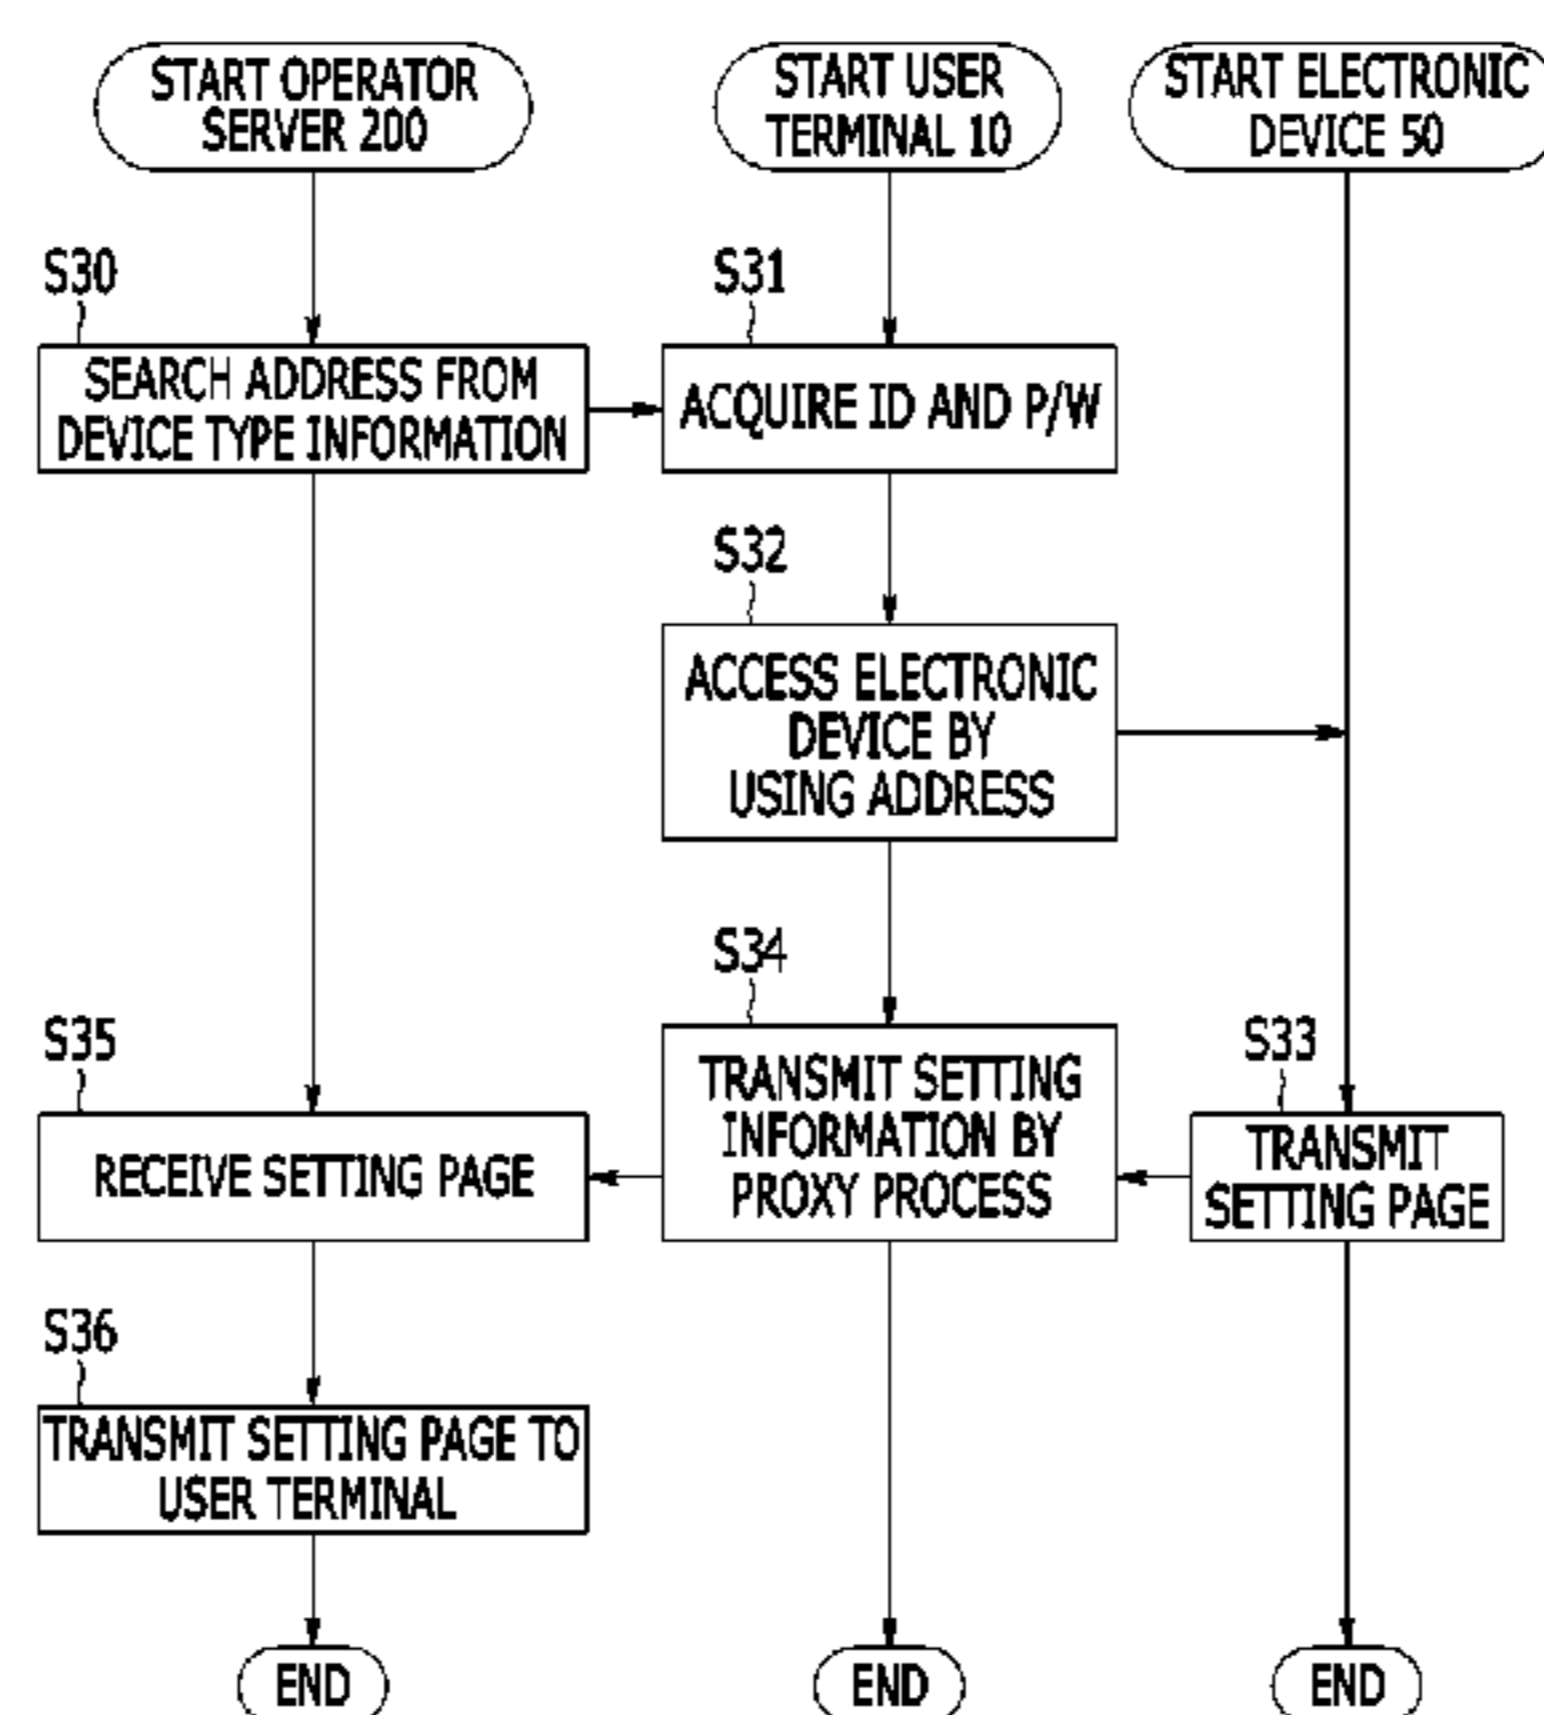 START OPERATOR
SERVER 200
START USER
TERMINAL 10
START ELECTRONIC
DEVICE 50
S30
SEARCH ADDRESS FROM
DEVICE TYPE INFORMATION
S31
ACQUIRE ID AND P/W
S32
ACCESS ELECTRONIC
DEVICE BY
USING ADDRESS
S34
TRANSMIT SETTING
INFORMATION BY
PROXY PROCESS
S33
TRANSMIT
SETTING PAGE
S35
RECEIVE SETTING PAGE
S36
TRANSMIT SETTING PAGE TO
USER TERMINAL
END
END
END